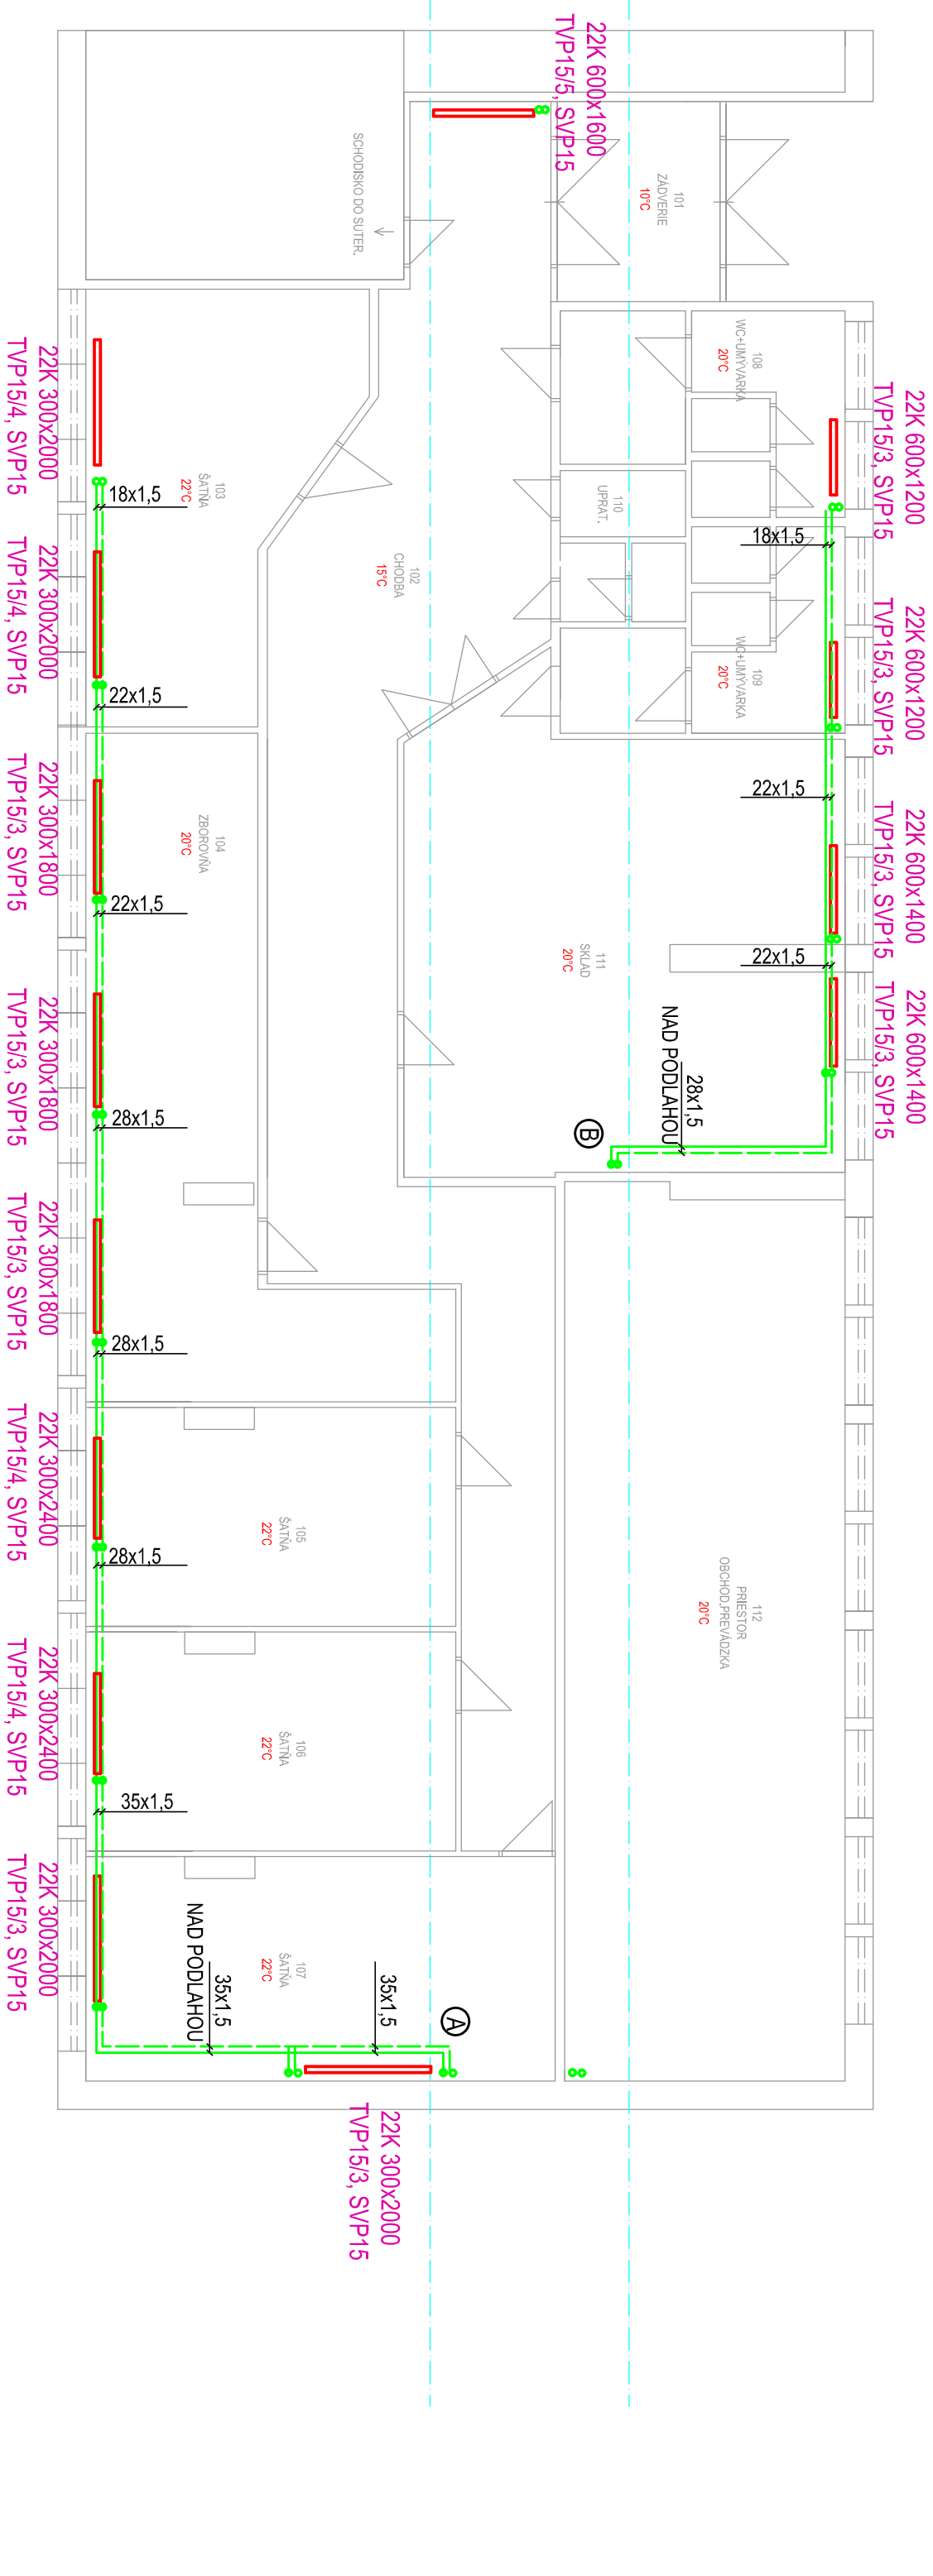 22K 600x1600
TVP15/5, SVP15
101
ZÁDVERIE
10°C
SCHODISKO DO SUTER.
22K 600x1200
TVP15/3, SVP15
22K 600x1200
TVP15/3, SVP15
22K 600x1400
TVP15/3, SVP15
22K 600x1400
TVP15/3, SVP15
108
WC+UMÝVARKA
20°C
110
UPRAT.
109
WC+UMÝVARKA
20°C
18x1,5
22x1,5
22x1,5
28x1,5
NAD PODLAHOU
B
111
SKLAD
20°C
102
CHODBA
15°C
103
ŠATŇA
22°C
104
ZBOROVŇA
20°C
112
PRIESTOR
OBCHOD,PREVÁDZKA
20°C
105
ŠATŇA
22°C
106
ŠATŇA
22°C
107
ŠATŇA
22°C
18x1,5
22x1,5
22x1,5
28x1,5
28x1,5
28x1,5
35x1,5
35x1,5
NAD PODLAHOU
35x1,5
A
22K 300x2000
TVP15/4, SVP15
22K 300x2000
TVP15/4, SVP15
22K 300x1800
TVP15/3, SVP15
22K 300x1800
TVP15/3, SVP15
22K 300x1800
TVP15/3, SVP15
22K 300x2400
TVP15/4, SVP15
22K 300x2400
TVP15/4, SVP15
22K 300x2000
TVP15/3, SVP15
22K 300x2000
TVP15/3, SVP15